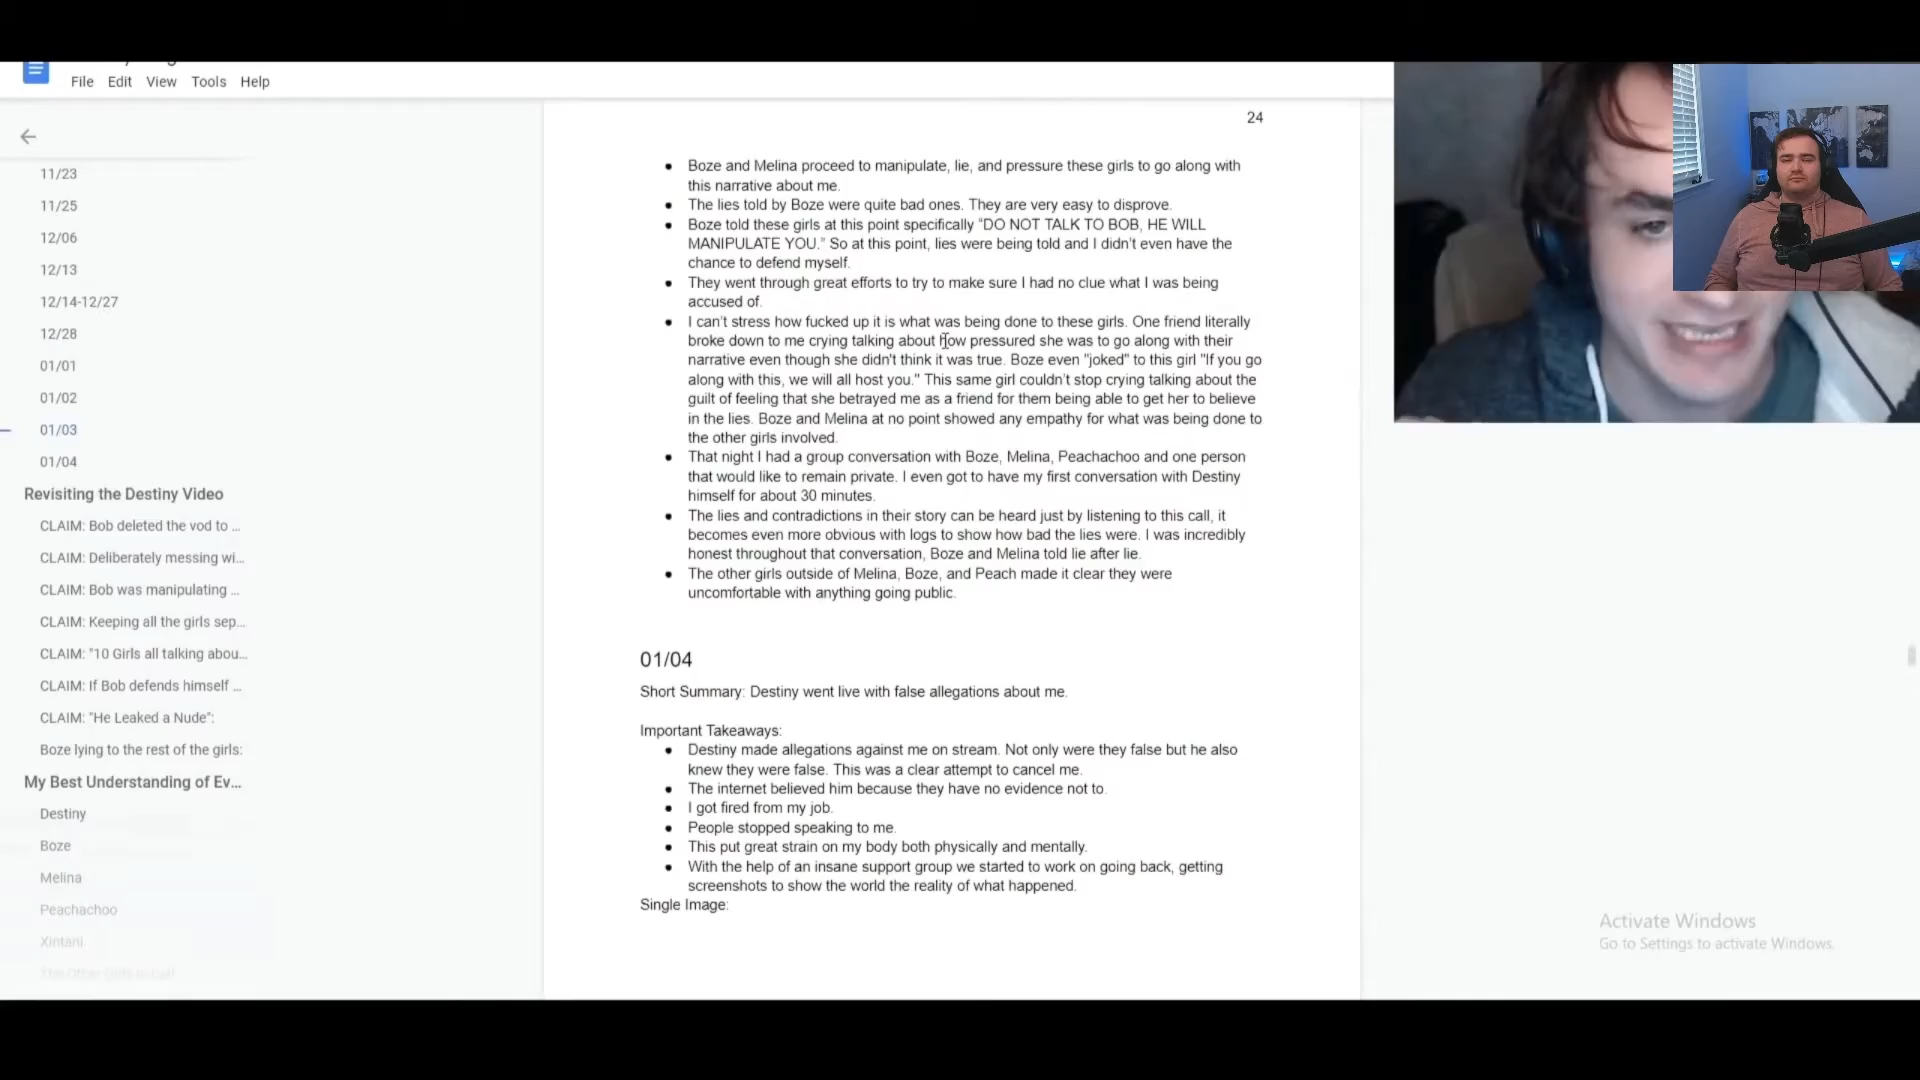 File Edit View Tools Help
11/23
11/25
12/06
12/13
12/14-12/27
12/28
01/01
01/02
01/03
01/04
Revisiting the Destiny Video
CLAIM: Bob deleted the vod to ...
CLAIM: Deliberately messing wi...
CLAIM: Bob was manipulating ...
CLAIM: Keeping all the girls sep...
CLAIM: "10 Girls all talking abou...
CLAIM: If Bob defends himself ...
CLAIM: "He Leaked a Nude":
Boze lying to the rest of the girls:
My Best Understanding of Ev...
Destiny
Boze
Melina
Peachachoo
Xintani
24
● Boze and Melina proceed to manipulate, lie, and pressure these girls to go along with
this narrative about me.
● The lies told by Boze were quite bad ones. They are very easy to disprove.
● Boze told these girls at this point specifically “DO NOT TALK TO BOB, HE WILL
MANIPULATE YOU.” So at this point, lies were being told and I didn’t even have the
chance to defend myself.
● They went through great efforts to try to make sure I had no clue what I was being
accused of.
● I can’t stress how fucked up it is what was being done to these girls. One friend literally
broke down to me crying talking about how pressured she was to go along with their
narrative even though she didn't think it was true. Boze even "joked" to this girl "If you go
along with this, we will all host you." This same girl couldn’t stop crying talking about the
guilt of feeling that she betrayed me as a friend for them being able to get her to believe
in the lies. Boze and Melina at no point showed any empathy for what was being done to
the other girls involved.
● That night I had a group conversation with Boze, Melina, Peachachoo and one person
that would like to remain private. I even got to have my first conversation with Destiny
himself for about 30 minutes.
● The lies and contradictions in their story can be heard just by listening to this call, it
becomes even more obvious with logs to show how bad the lies were. I was incredibly
honest throughout that conversation, Boze and Melina told lie after lie.
● The other girls outside of Melina, Boze, and Peach made it clear they were
uncomfortable with anything going public.
01/04
Short Summary: Destiny went live with false allegations about me.
Important Takeaways:
● Destiny made allegations against me on stream. Not only were they false but he also
knew they were false. This was a clear attempt to cancel me.
● The internet believed him because they have no evidence not to.
● I got fired from my job.
● People stopped speaking to me.
● This put great strain on my body both physically and mentally.
● With the help of an insane support group we started to work on going back, getting
screenshots to show the world the reality of what happened.
Single Image:
Activate Windows
Go to Settings to activate Windows.